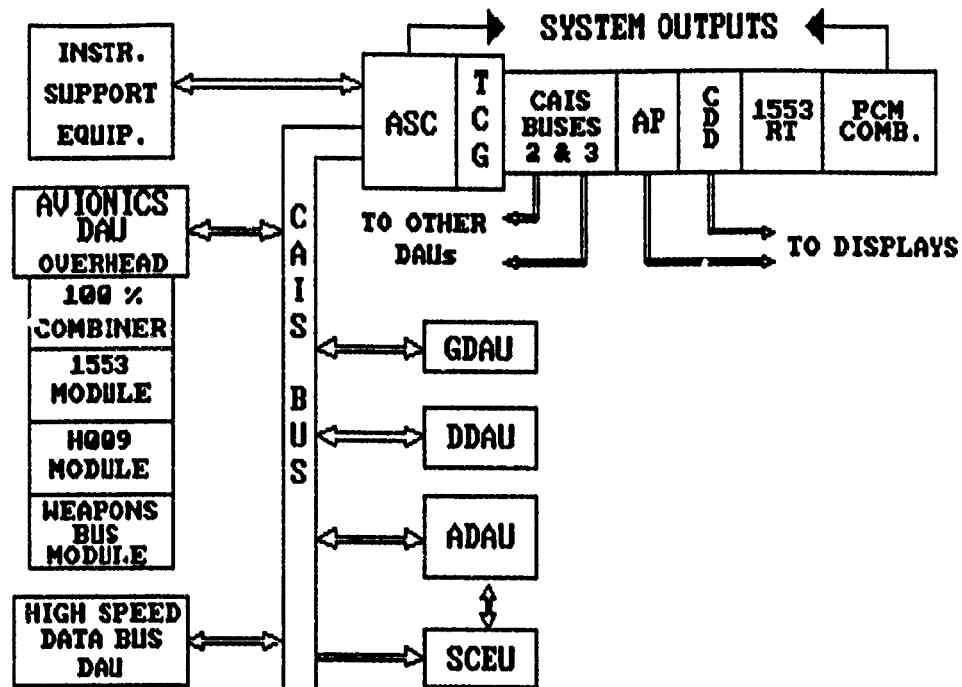 SYSTEM OUTPUTS
INSTR.
SUPPORT
EQUIP.
ASC
T
C
G
CAIS
BUSES
2 & 3
AP
C
D
D
1553
RT
PCM
COMB.
TO OTHER
DAUs
TO DISPLAYS
AVIONICS
DAU
OVERHEAD
100 %
COMBINER
1553
MODULE
H009
MODULE
WEAPONS
BUS
MODULE
HIGH SPEED
DATA BUS
DAU
C
A
I
S
B
U
S
GDAU
DDAU
ADAU
SCEU